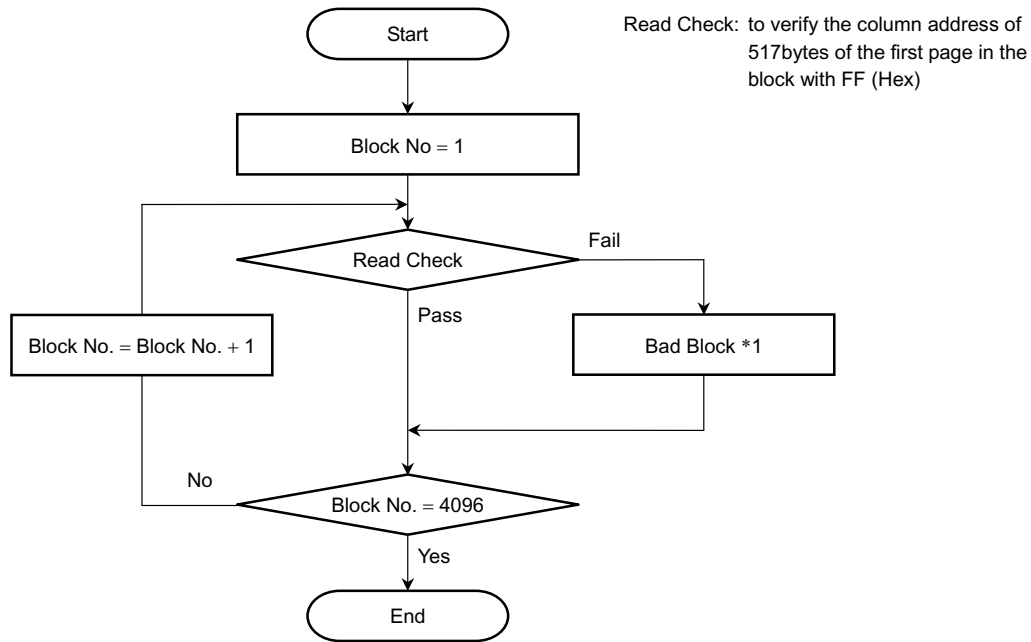 Start
Read Check: to verify the column address of
517bytes of the first page in the
block with FF (Hex)
Block No = 1
Fail
Read Check
Pass
Block No. = Block No. + 1
Bad Block *1
No
Block No. = 4096
Yes
End